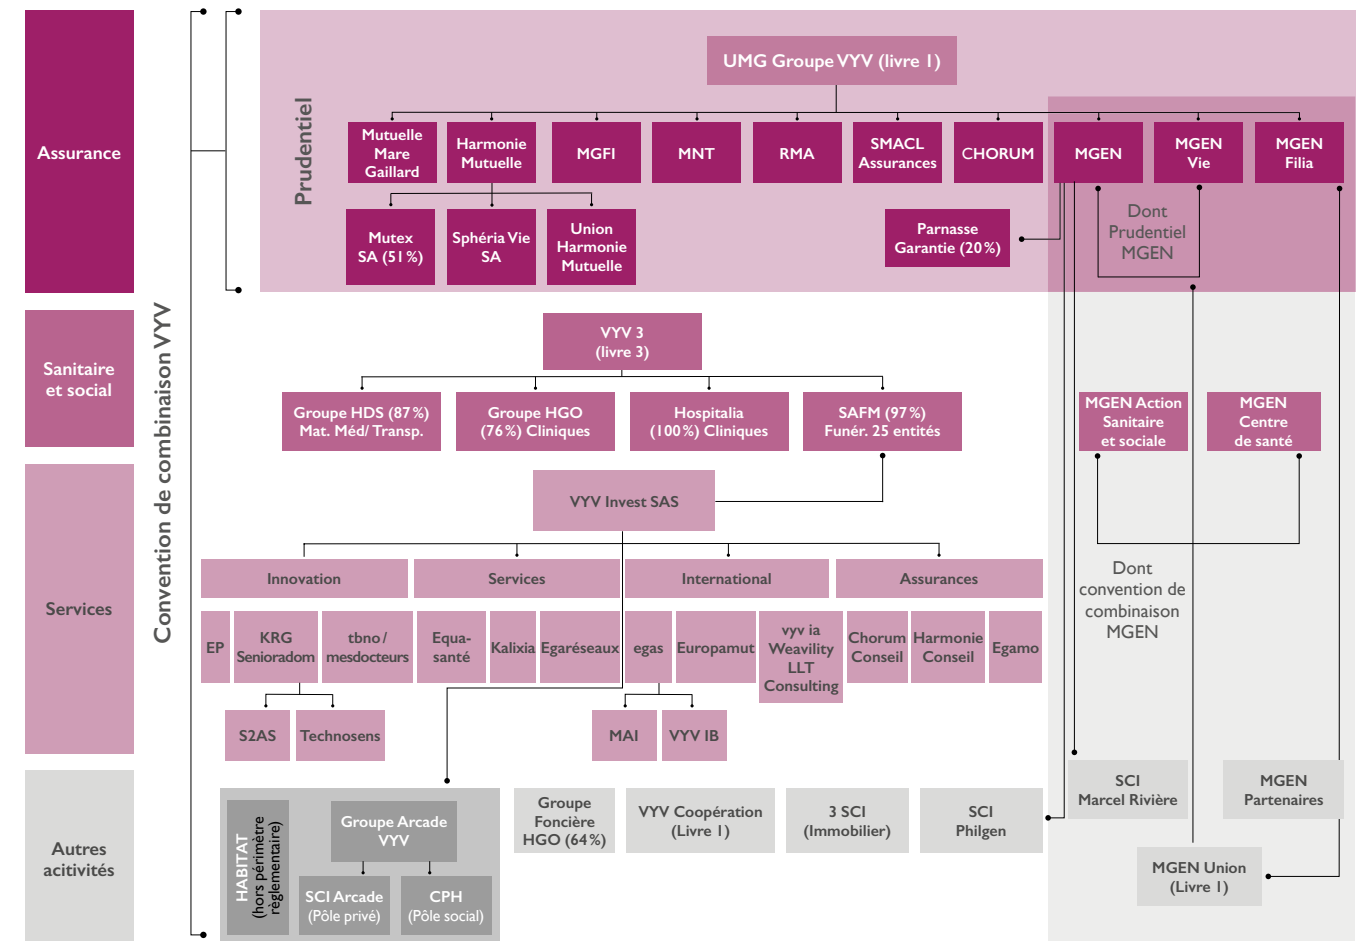 Assurance
Sanitaire
et social
Services
Autres
acitivités
Convention de combinaison VYV
Prudentiel
UMG Groupe VYV (livre 1)
Mutuelle
Mare
Gaillard
Harmonie
Mutuelle
MGFI
MNT
RMA
SMACL
Assurances
CHORUM
MGEN
MGEN
Vie
MGEN
Filia
Mutex
SA (51 %)
Sphéria Vie
SA
Union
Harmonie
Mutuelle
Parnasse
Garantie (20 %)
Dont
Prudentiel
MGEN
VYV 3
(livre 3)
Groupe HDS (87 %)
Mat. Méd/ Transp.
Groupe HGO
(76 %) Cliniques
Hospitalia
(100 %) Cliniques
SAFM (97 %)
Funér. 25 entités
MGEN Action
Sanitaire
et sociale
MGEN
Centre
de santé
VYV Invest SAS
Innovation
Services
International
Assurances
EP
KRG
Senioradom
tbno /
mesdocteurs
Equa-
santé
Kalixia
Egaréseaux
egas
Europamut
vyv ia
Weavility
LLT
Consulting
Chorum
Conseil
Harmonie
Conseil
Egamo
S2AS
Technosens
MAI
VYV IB
Dont
convention de
combinaison
MGEN
HABITAT
(hors périmètre
règlementaire)
Groupe Arcade
VYV
SCI Arcade
(Pôle privé)
CPH
(Pôle social)
Groupe
Foncière
HGO (64 %)
VYV Coopération
(Livre 1)
3 SCI
(Immobilier)
SCI
Philgen
SCI
Marcel Rivière
MGEN
Partenaires
MGEN Union
(Livre 1)